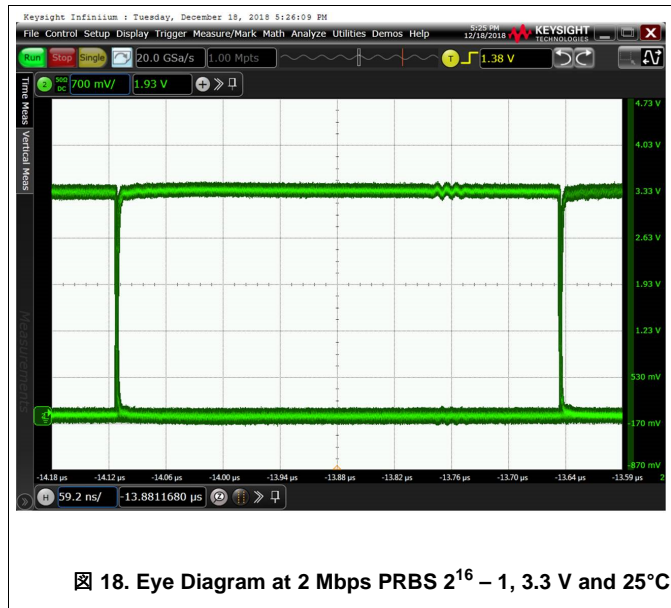 Keysight Infiniium : Tuesday, December 18, 2018 5:26:09 PM
File Control Setup Display Trigger Measure/Mark Math Analyze Utilities Demos Help
5:25 PM
12/18/2018
KEYSIGHT
TECHNOLOGIES
Run Stop Single 20.0 GSa/s 1.00 Mpts T 1.38 V
2 50Ω DC 700 mV/ 1.93 V
Time Meas
Vertical Meas
Measurements
4.73 V
4.03 V
3.33 V
2.63 V
1.93 V
1.23 V
530 mV
-170 mV
-870 mV
-14.18 µs -14.12 µs -14.06 µs -14.00 µs -13.94 µs -13.88 µs -13.82 µs -13.76 µs -13.70 µs -13.64 µs -13.59 µs 2
H 59.2 ns/ -13.8811680 µs
図 18. Eye Diagram at 2 Mbps PRBS 2¹⁶ – 1, 3.3 V and 25°C